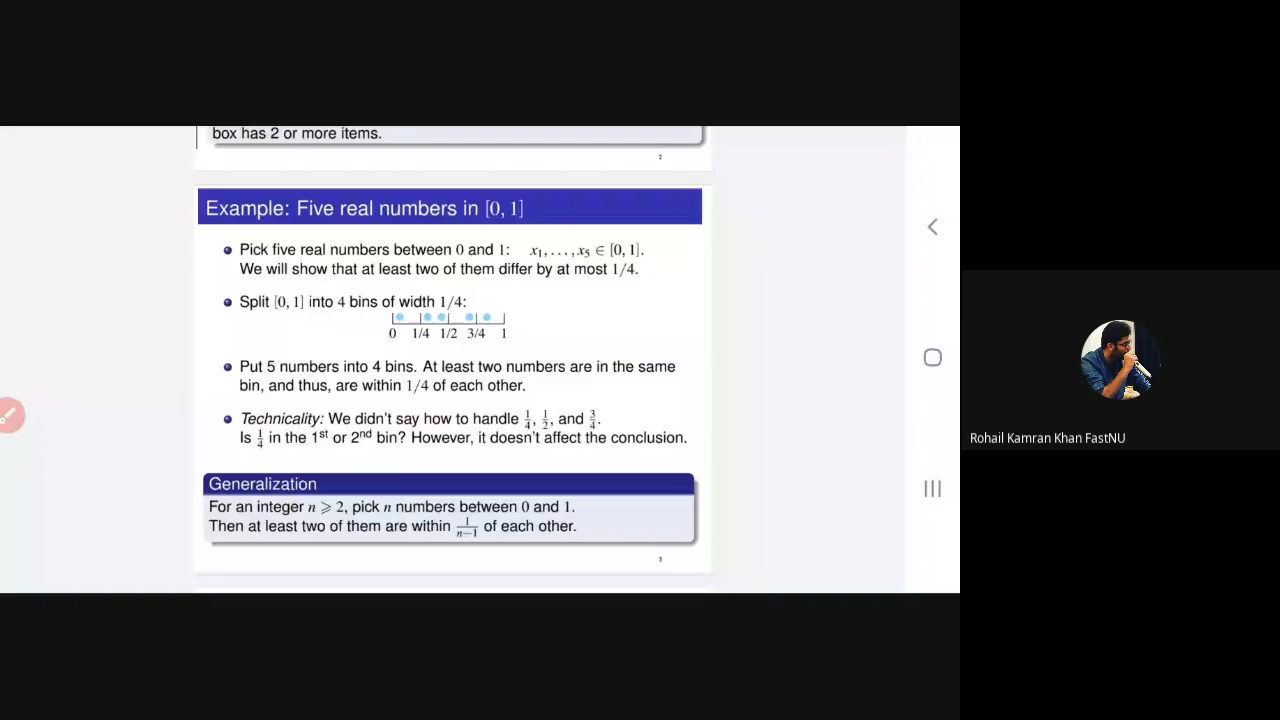 box has 2 or more items.
2
Example: Five real numbers in [0, 1]
Pick five real numbers between 0 and 1: x₁, . . . , x₅ ∈ [0, 1].
We will show that at least two of them differ by at most 1/4.
Split [0, 1] into 4 bins of width 1/4:
0 1/4 1/2 3/4 1
Put 5 numbers into 4 bins. At least two numbers are in the same
bin, and thus, are within 1/4 of each other.
Technicality: We didn't say how to handle 1/4, 1/2, and 3/4.
Is 1/4 in the 1st or 2nd bin? However, it doesn't affect the conclusion.
Generalization
For an integer n ⩾ 2, pick n numbers between 0 and 1.
Then at least two of them are within 1/(n−1) of each other.
3
Rohail Kamran Khan FastNU